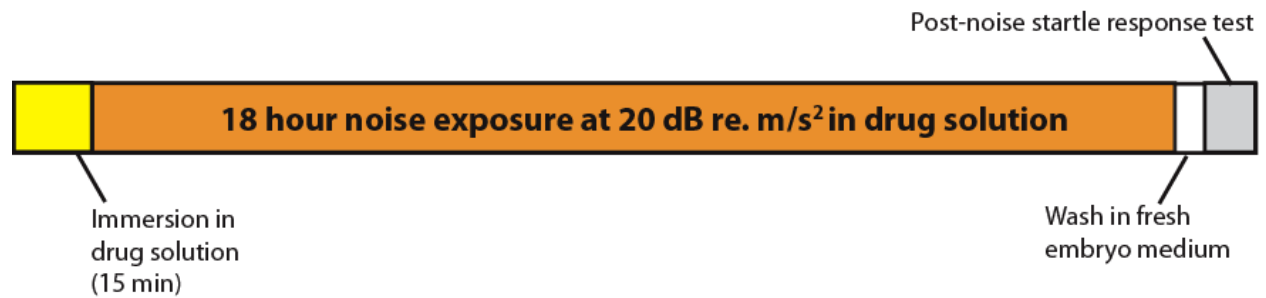 Post-noise startle response test
18 hour noise exposure at 20 dB re. m/s² in drug solution
Immersion in
drug solution
(15 min)
Wash in fresh
embryo medium